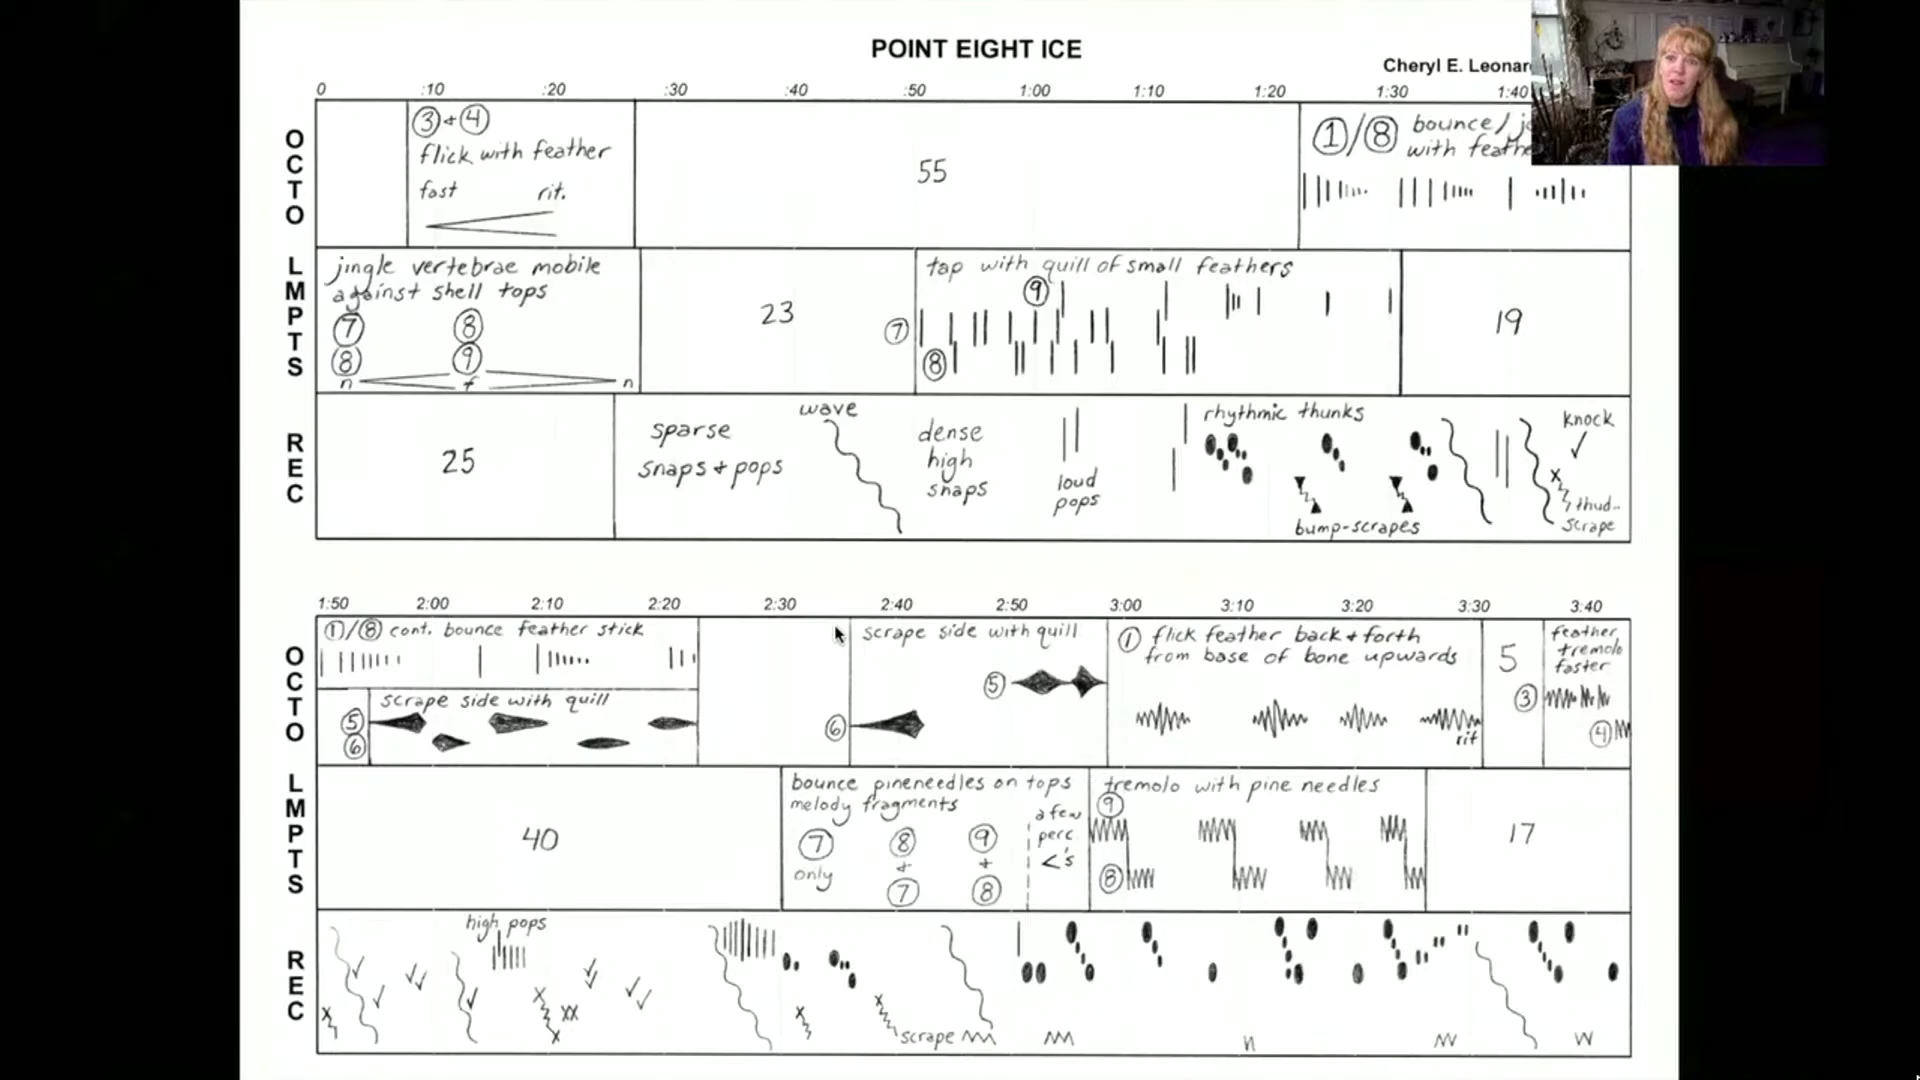 POINT EIGHT ICE
Cheryl E. Leonar
0 :10 :20 :30 :40 :50 1:00 1:10 1:20 1:30 1:40
OCTO
3 + 4
flick with feather
fast rit.
55
1/8 bounce/
with feathe
LMPTS
jingle vertebrae mobile
against shell tops
7 8
8 9
n f n
23
tap with quill of small feathers
9
7
8
19
REC
25
sparse
snaps + pops
wave
dense
high
snaps
loud
pops
rhythmic thunks
bump-scrapes
knock
thud-
scrape
1:50 2:00 2:10 2:20 2:30 2:40 2:50 3:00 3:10 3:20 3:30 3:40
OCTO
1/8 cont. bounce feather stick
scrape side with quill
5
6
scrape side with quill
5
6
1 flick feather back + forth
from base of bone upwards
rit
5
feather
tremolo
faster
3
4
LMPTS
40
bounce pineneedles on tops
melody fragments
7 8 9
only + +
7 8
a few
perc
<'s
tremolo with pine needles
9
8
17
REC
high pops
scrape